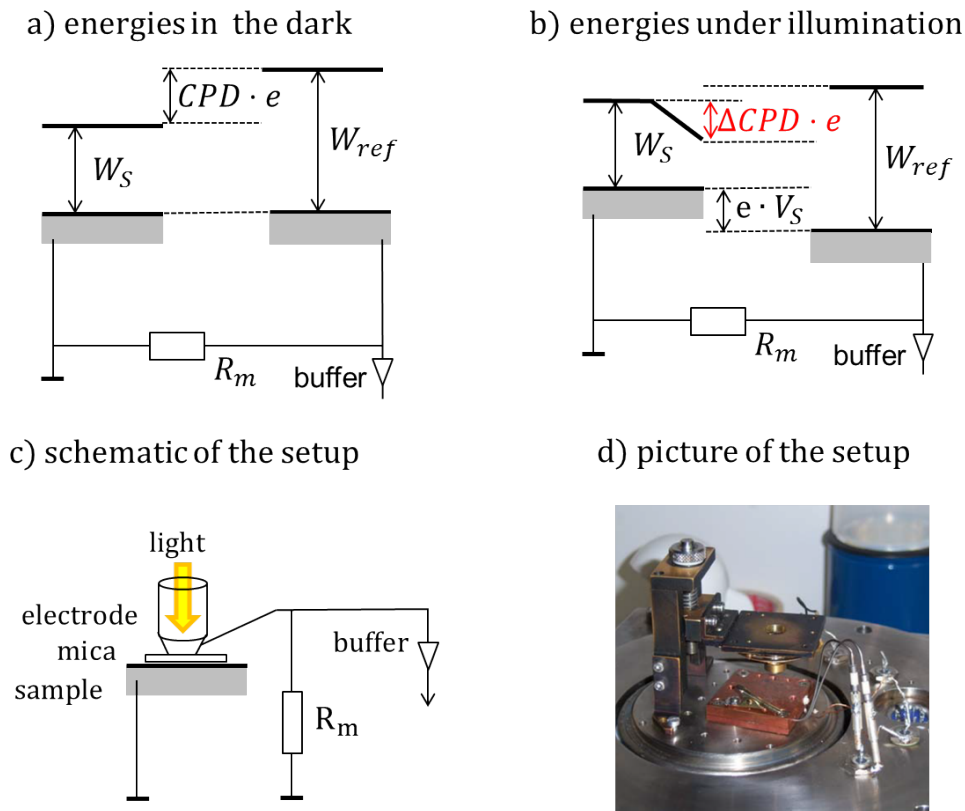 a) energies in  the dark
CPD · e
W_S
W_ref
R_m
buffer
b) energies under illumination
ΔCPD · e
W_S
W_ref
e · V_S
R_m
buffer
c) schematic of the setup
light
electrode
mica
sample
buffer
R_m
d) picture of the setup